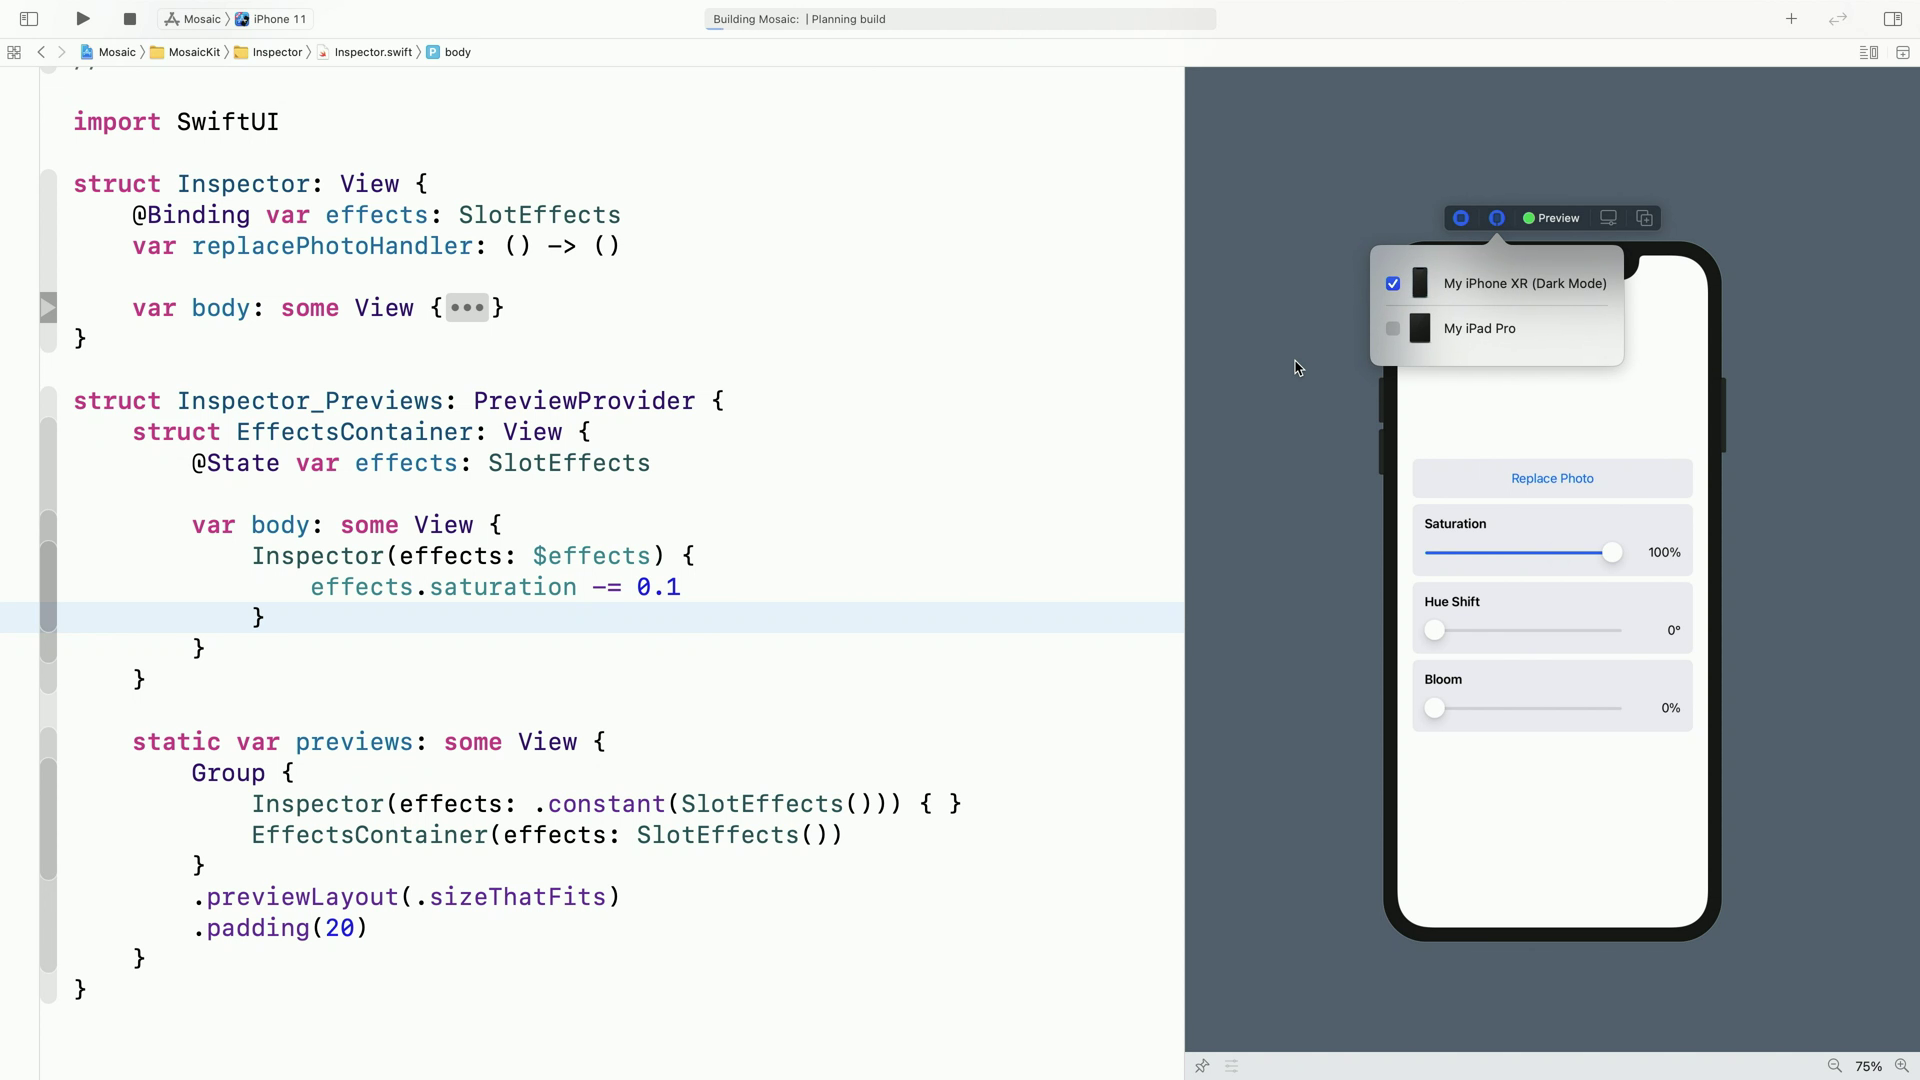 Mosaic
iPhone 11
Building Mosaic: | Planning build
Mosaic
MosaicKit
Inspector
Inspector.swift
P
body
import SwiftUI
struct Inspector: View {
@Binding var effects: SlotEffects
var replacePhotoHandler: () -> ()
var body: some View {•••}
}
struct Inspector_Previews: PreviewProvider {
struct EffectsContainer: View {
@State var effects: SlotEffects
var body: some View {
Inspector(effects: $effects) {
effects.saturation -= 0.1
}
}
}
static var previews: some View {
Group {
Inspector(effects: .constant(SlotEffects())) { }
EffectsContainer(effects: SlotEffects())
}
.previewLayout(.sizeThatFits)
.padding(20)
}
}
Preview
My iPhone XR (Dark Mode)
My iPad Pro
Replace Photo
Saturation
100%
Hue Shift
0°
Bloom
0%
75%